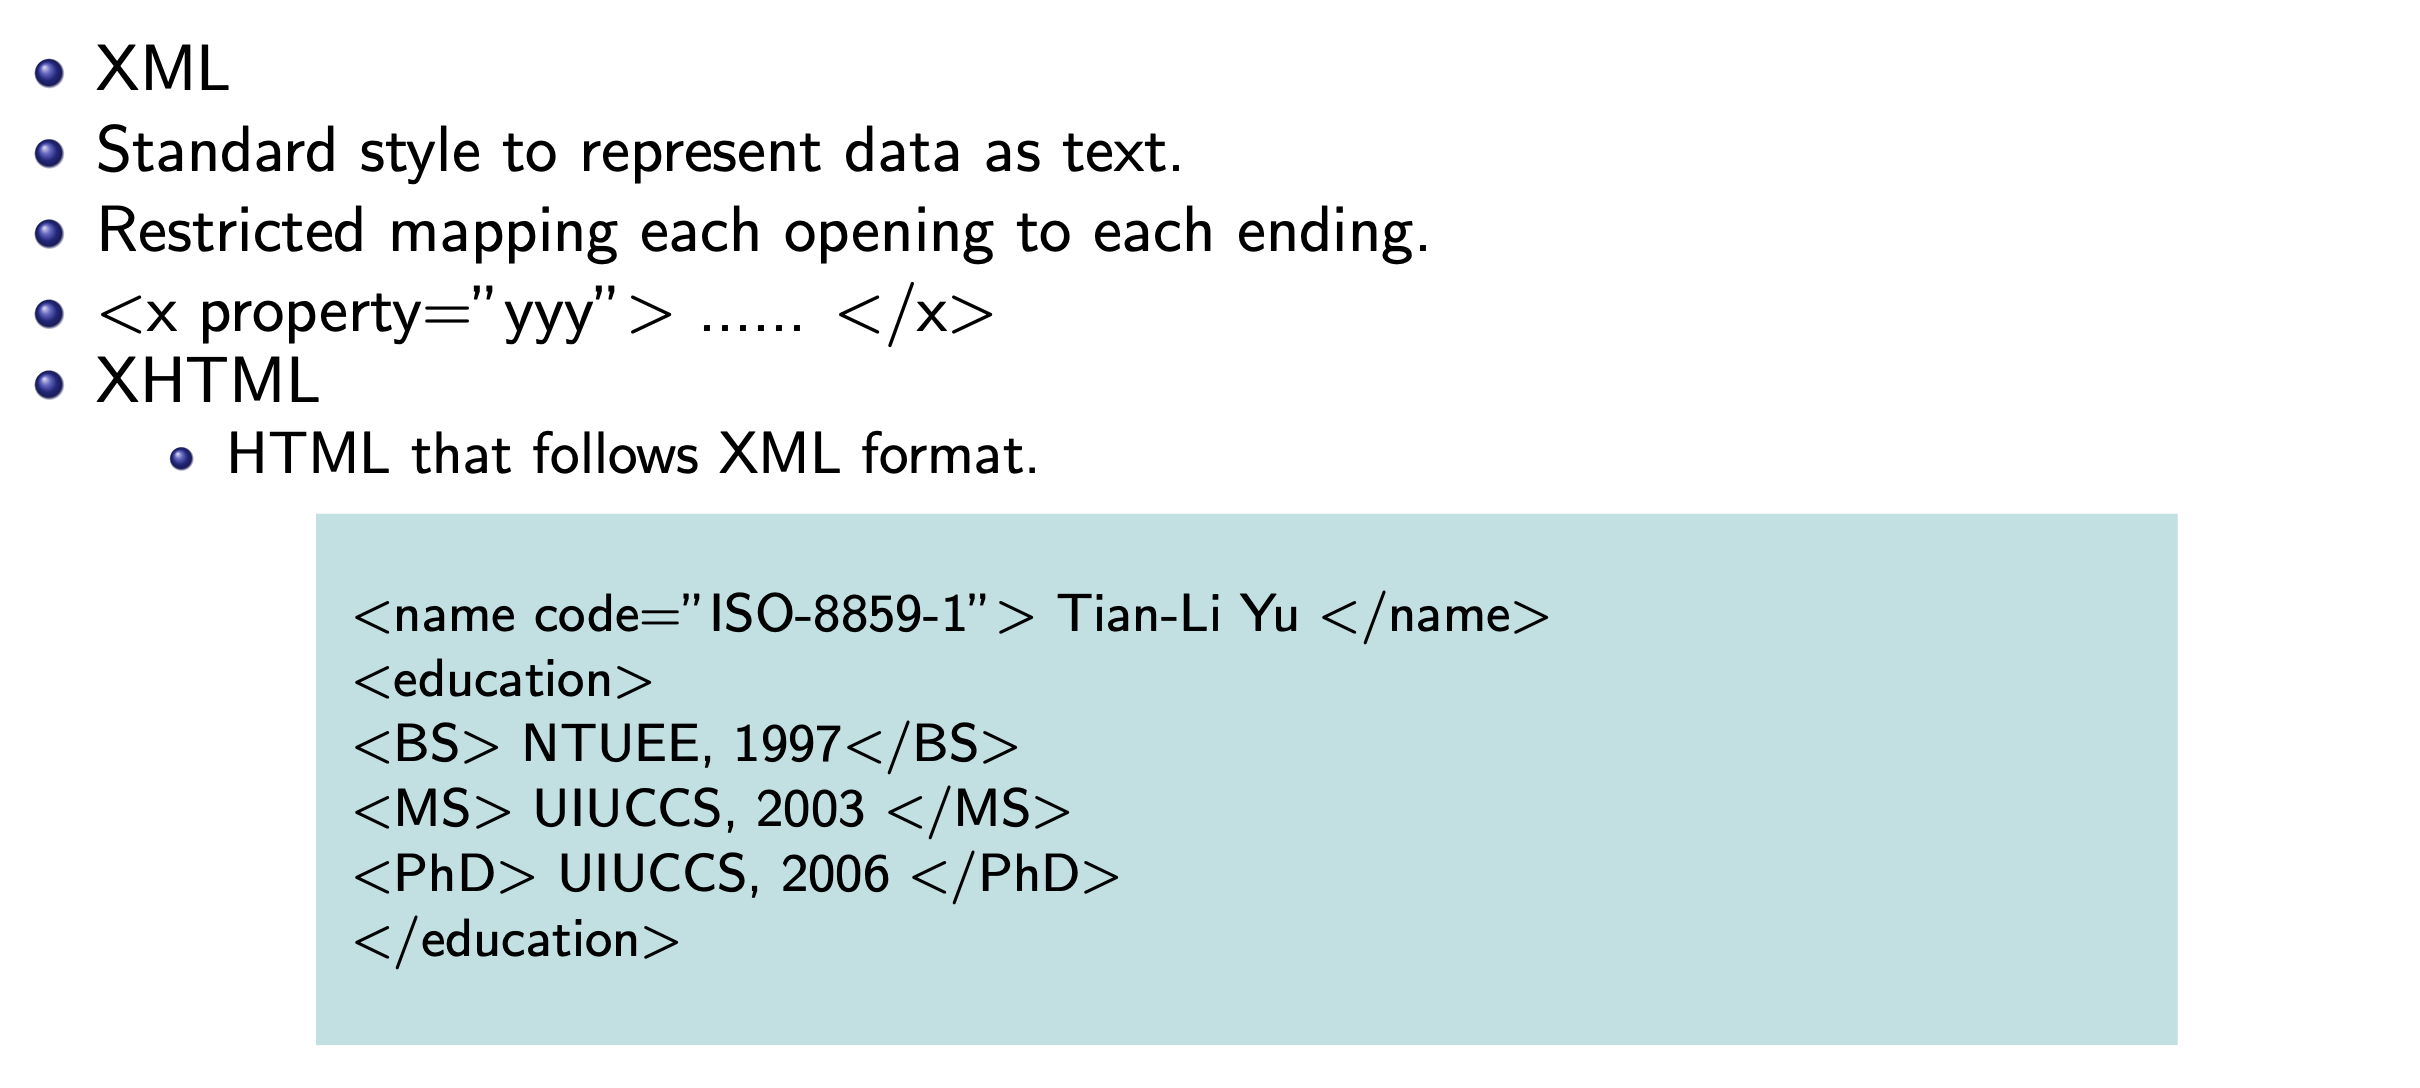 XML
Standard style to represent data as text.
Restricted mapping each opening to each ending.
<x property="yyy"> ...... </x>
XHTML
HTML that follows XML format.
<name code="ISO-8859-1"> Tian-Li Yu </name>
<education>
<BS> NTUEE, 1997</BS>
<MS> UIUCCS, 2003 </MS>
<PhD> UIUCCS, 2006 </PhD>
</education>